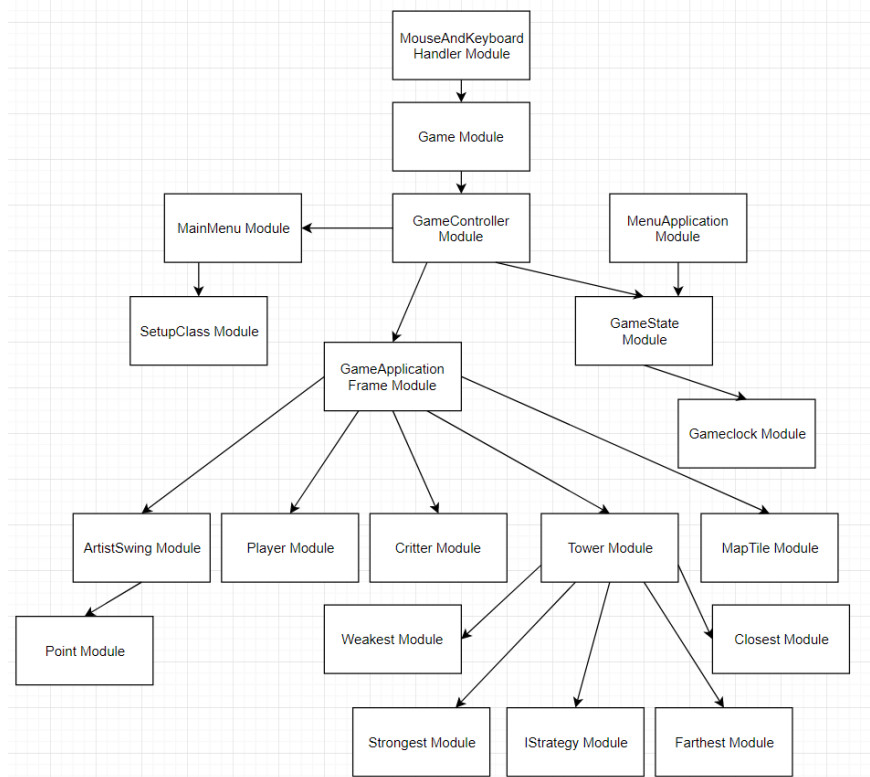 MouseAndKeyboard
Handler Module
Game Module
MainMenu Module
GameController
Module
MenuApplication
Module
SetupClass Module
GameState
Module
GameApplication
Frame Module
Gameclock Module
ArtistSwing Module
Player Module
Critter Module
Tower Module
MapTile Module
Point Module
Weakest Module
Closest Module
Strongest Module
IStrategy Module
Farthest Module